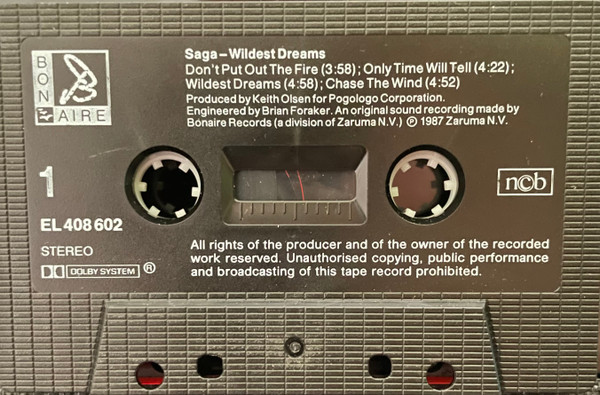 BON
AIRE
Saga – Wildest Dreams
Don't Put Out The Fire (3:58); Only Time Will Tell (4:22);
Wildest Dreams (4:58); Chase The Wind (4:52)
Produced by Keith Olsen for Pogologo Corporation.
Engineered by Brian Foraker. An original sound recording made by
Bonaire Records (a division of Zaruma N.V.) ℗ 1987 Zaruma N.V.
1
ncb
EL 408 602
STEREO
DOLBY SYSTEM ®
All rights of the producer and of the owner of the recorded
work reserved. Unauthorised copying, public performance
and broadcasting of this tape record prohibited.